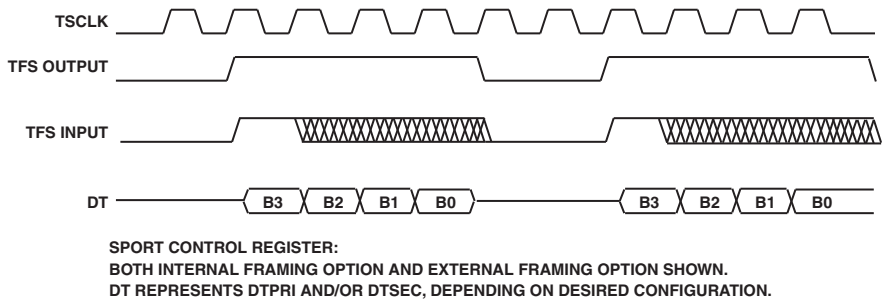 TSCLK
TFS OUTPUT
TFS INPUT
DT B3 B2 B1 B0 B3 B2 B1 B0
SPORT CONTROL REGISTER:
BOTH INTERNAL FRAMING OPTION AND EXTERNAL FRAMING OPTION SHOWN.
DT REPRESENTS DTPRI AND/OR DTSEC, DEPENDING ON DESIRED CONFIGURATION.